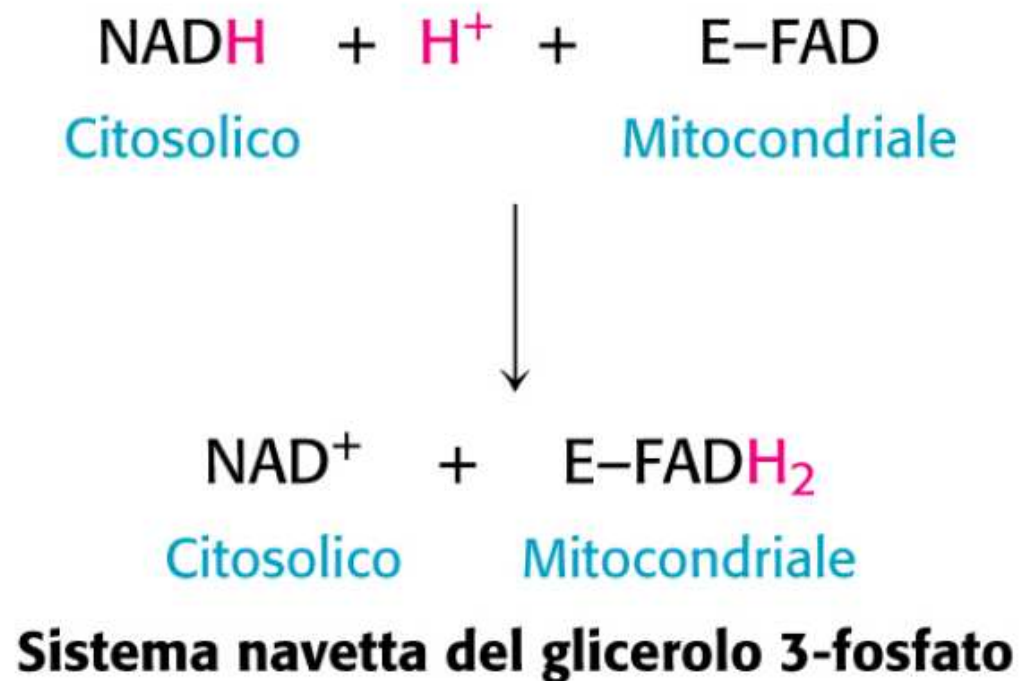 NADH + H⁺ + E–FAD
Citosolico Mitocondriale
NAD⁺ + E–FADH₂
Citosolico Mitocondriale
Sistema navetta del glicerolo 3-fosfato